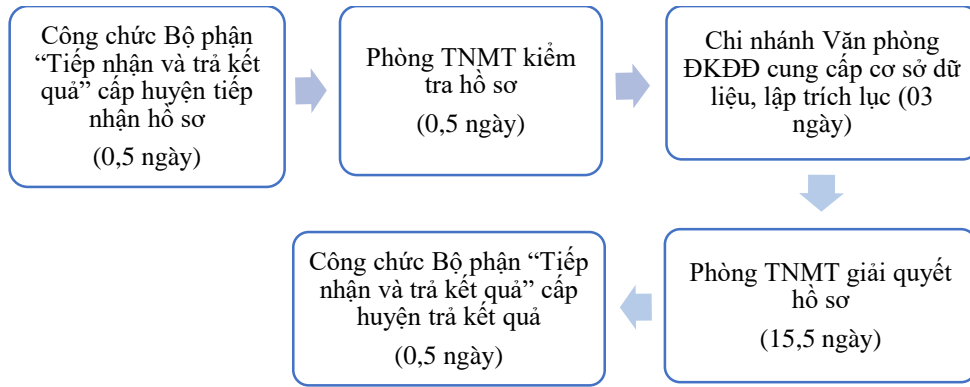 Công chức Bộ phận
“Tiếp nhận và trả kết
quả” cấp huyện tiếp
nhận hồ sơ
(0,5 ngày)
Phòng TNMT kiểm
tra hồ sơ
(0,5 ngày)
Chi nhánh Văn phòng
ĐKĐĐ cung cấp cơ sở dữ
liệu, lập trích lục (03
ngày)
Phòng TNMT giải quyết
hồ sơ
(15,5 ngày)
Công chức Bộ phận “Tiếp
nhận và trả kết quả” cấp
huyện trả kết quả
(0,5 ngày)